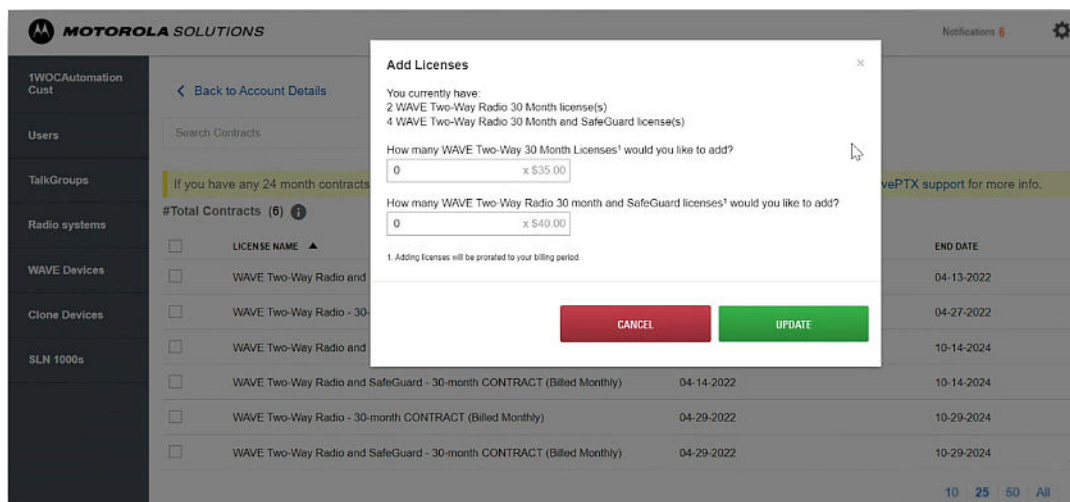 MOTOROLA SOLUTIONS
Notifications 6
1WOCAutomation
Cust
Users
TalkGroups
Radio systems
WAVE Devices
Clone Devices
SLN 1000s
Back to Account Details
Search Contracts
If you have any 24 month contracts
vePTX support for more info.
#Total Contracts (6)
LICENSE NAME
END DATE
WAVE Two-Way Radio and
04-13-2022
WAVE Two-Way Radio - 30-
04-27-2022
WAVE Two-Way Radio and
10-14-2024
WAVE Two-Way Radio and SafeGuard - 30-month CONTRACT (Billed Monthly) 04-14-2022 10-14-2024
WAVE Two-Way Radio - 30-month CONTRACT (Billed Monthly) 04-29-2022 10-29-2024
WAVE Two-Way Radio and SafeGuard - 30-month CONTRACT (Billed Monthly) 04-29-2022 10-29-2024
10 25 50 All
Add Licenses
×
You currently have:
2 WAVE Two-Way Radio 30 Month license(s)
4 WAVE Two-Way Radio 30 Month and SafeGuard license(s)
How many WAVE Two-Way 30 Month Licenses¹ would you like to add?
0 x $35.00
How many WAVE Two-Way Radio 30 month and SafeGuard licenses¹ would you like to add?
0 x $40.00
1. Adding licenses will be prorated to your billing period.
CANCEL
UPDATE